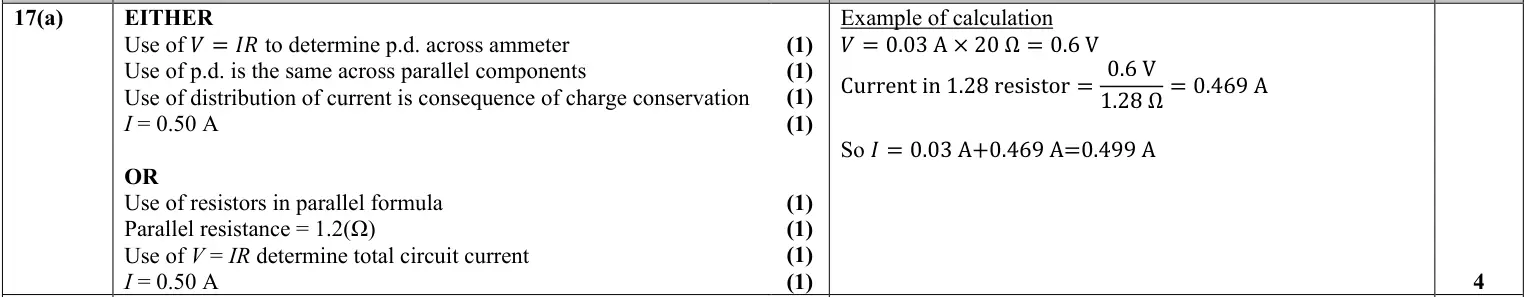 17(a)
EITHER
Use of V = IR to determine p.d. across ammeter (1)
Use of p.d. is the same across parallel components (1)
Use of distribution of current is consequence of charge conservation (1)
I = 0.50 A (1)
OR
Use of resistors in parallel formula (1)
Parallel resistance = 1.2(Ω) (1)
Use of V = IR determine total circuit current (1)
I = 0.50 A (1)
Example of calculation
V = 0.03 A × 20 Ω = 0.6 V
Current in 1.28 resistor = 0.6 V / 1.28 Ω = 0.469 A
So I = 0.03 A+0.469 A=0.499 A
4